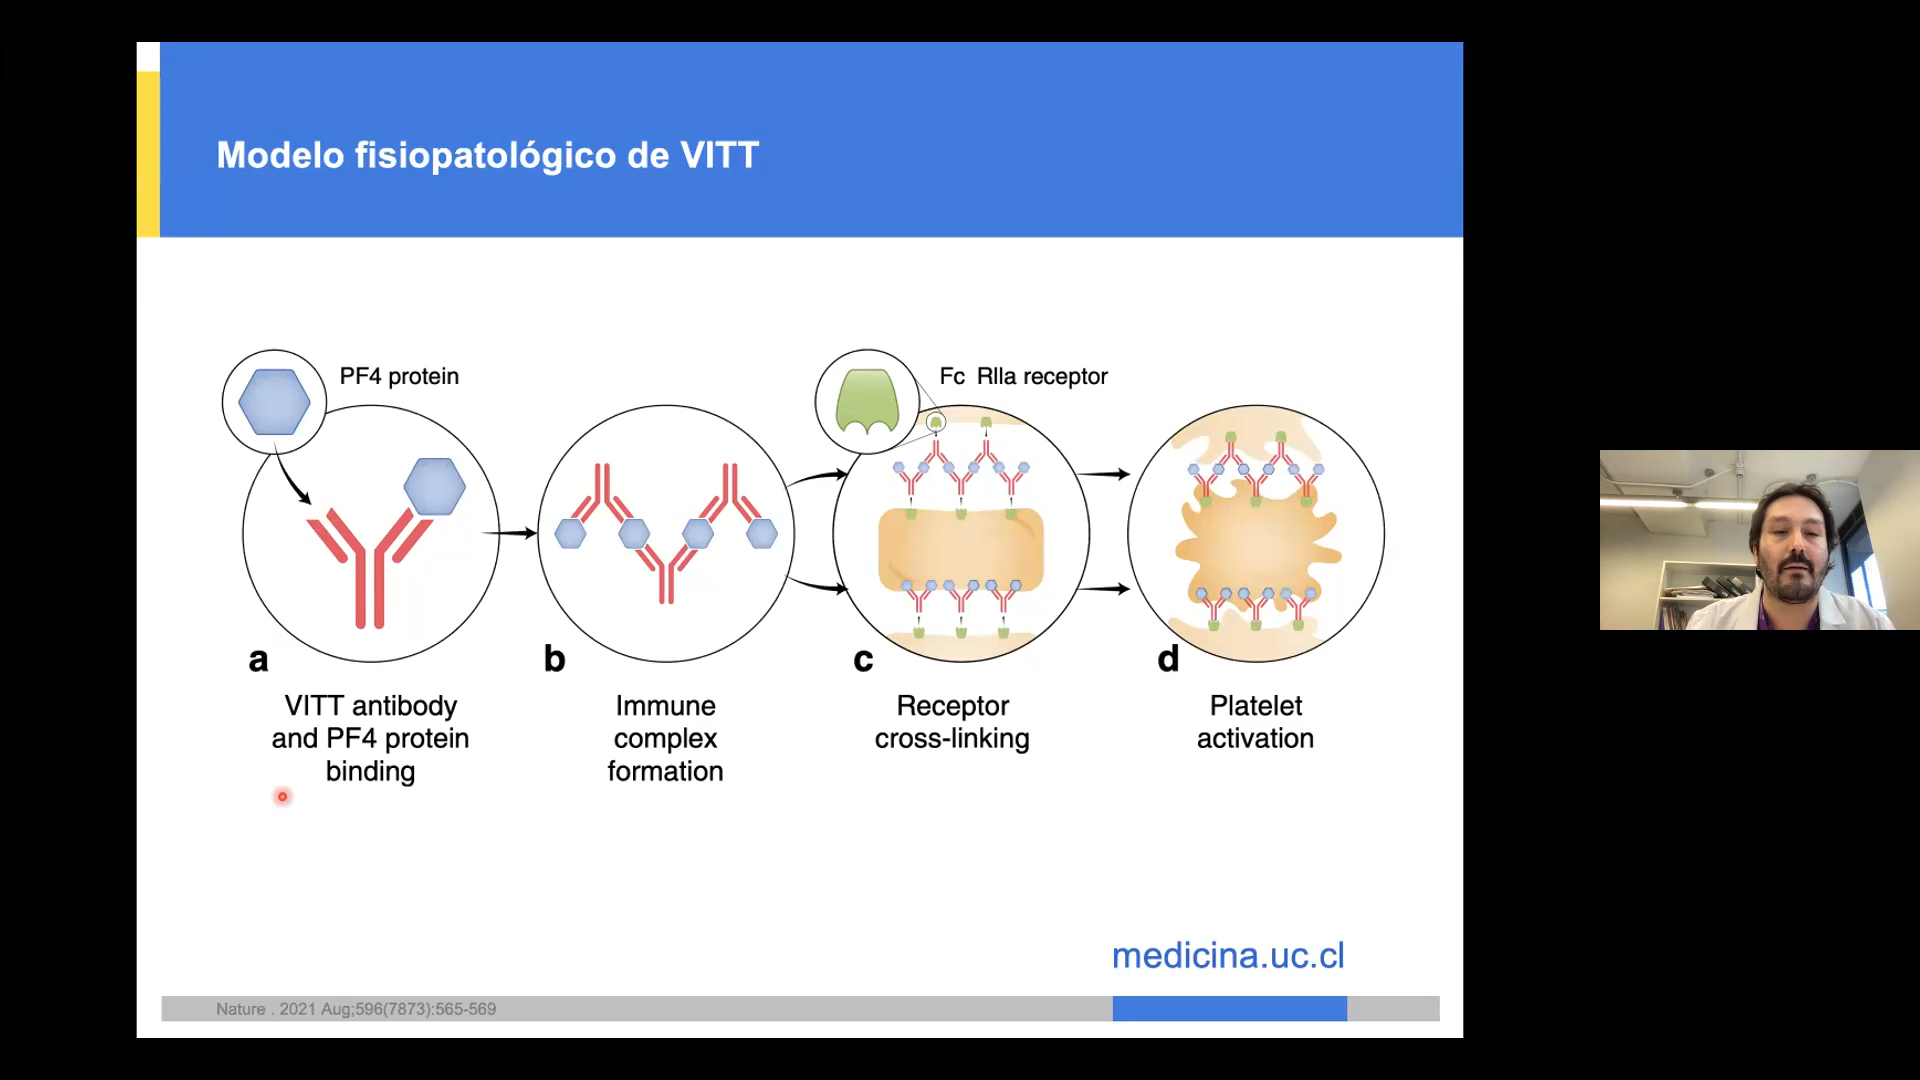 Modelo fisiopatológico de VITT
PF4 protein
Fc RIIa receptor
a
b
c
d
VITT antibody
and PF4 protein
binding
Immune
complex
formation
Receptor
cross-linking
Platelet
activation
medicina.uc.cl
Nature . 2021 Aug;596(7873):565-569